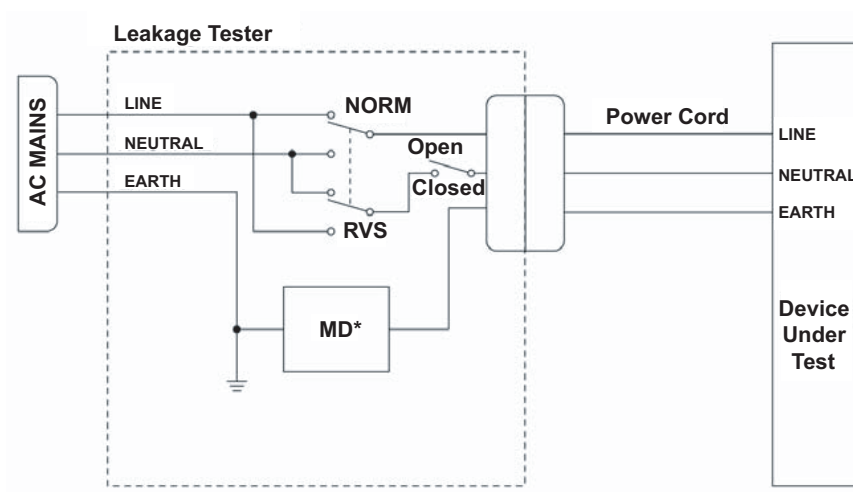 Leakage Tester
AC MAINS
LINE
NEUTRAL
EARTH
NORM
RVS
Open
Closed
MD*
Power Cord
LINE
NEUTRAL
EARTH
Device
Under
Test